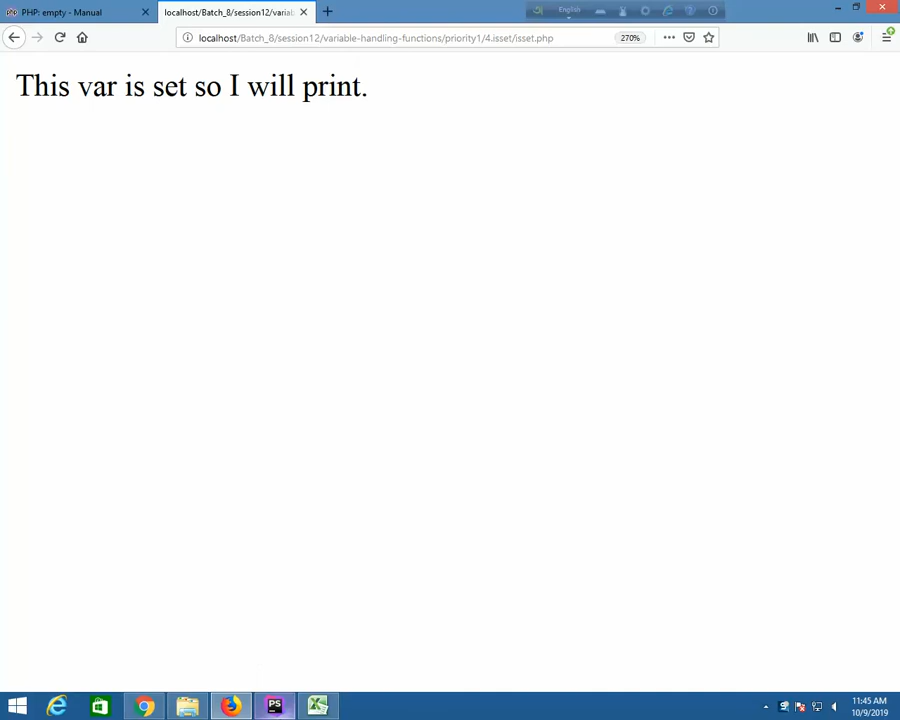 PHP: empty - Manual
localhost/Batch_8/session12/variab
English
localhost/Batch_8/session12/variable-handling-functions/priority1/4.isset/isset.php
270%
This var is set so I will print.
11:45 AM
10/9/2019